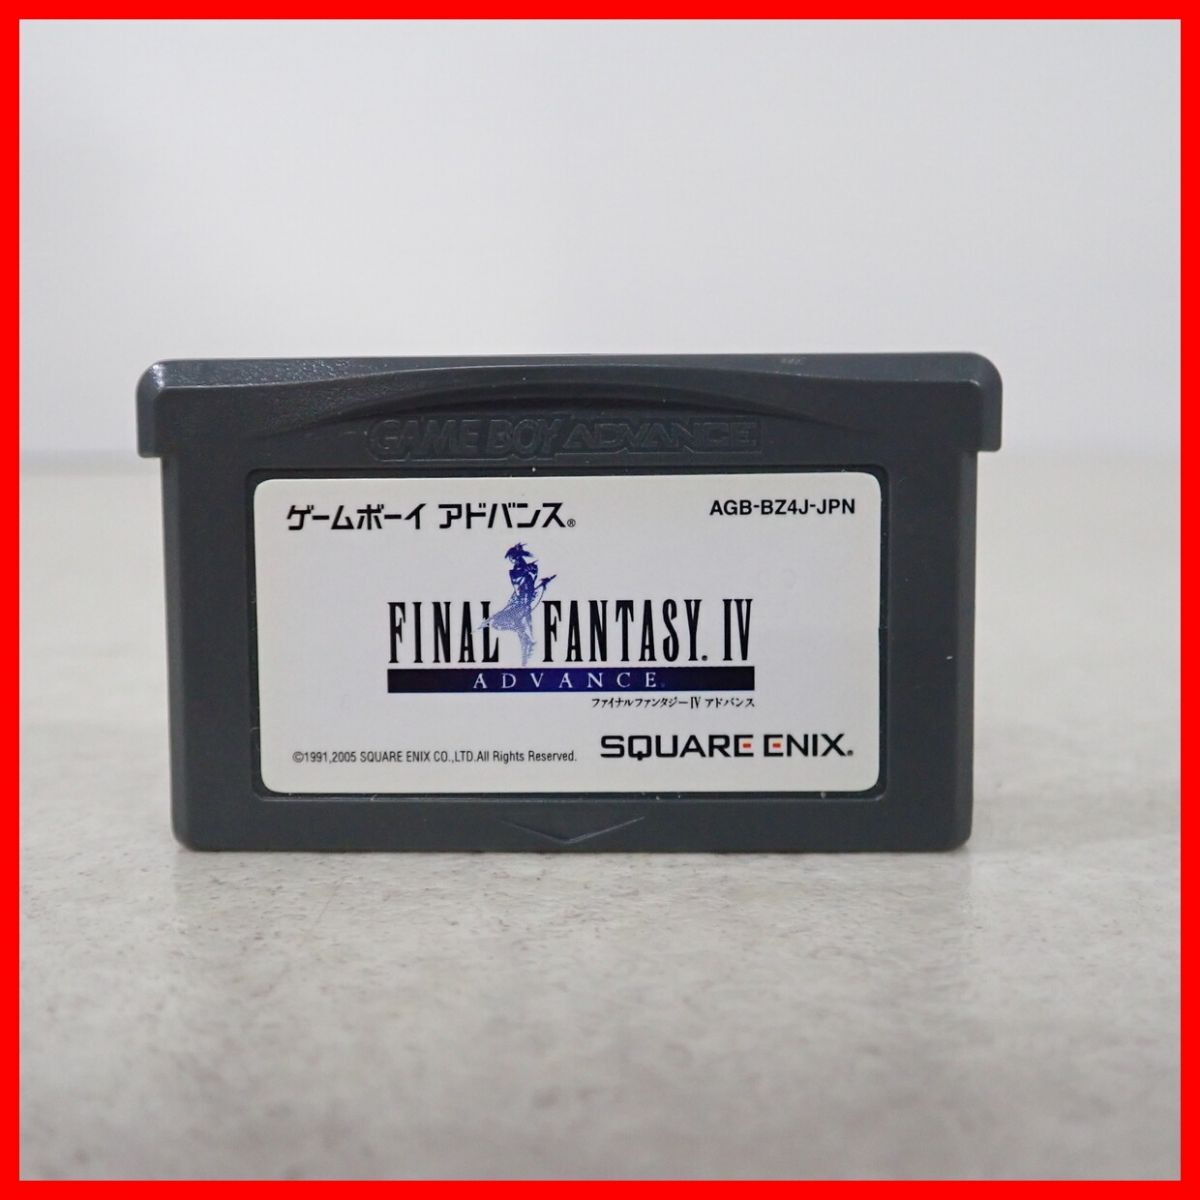 GAME BOY ADVANCE
ゲームボーイ アドバンス®
AGB-BZ4J-JPN
FINAL FANTASY. IV
ADVANCE
ファイナルファンタジーIV アドバンス
©1991,2005 SQUARE ENIX CO.,LTD.All Rights Reserved.
SQUARE ENIX®